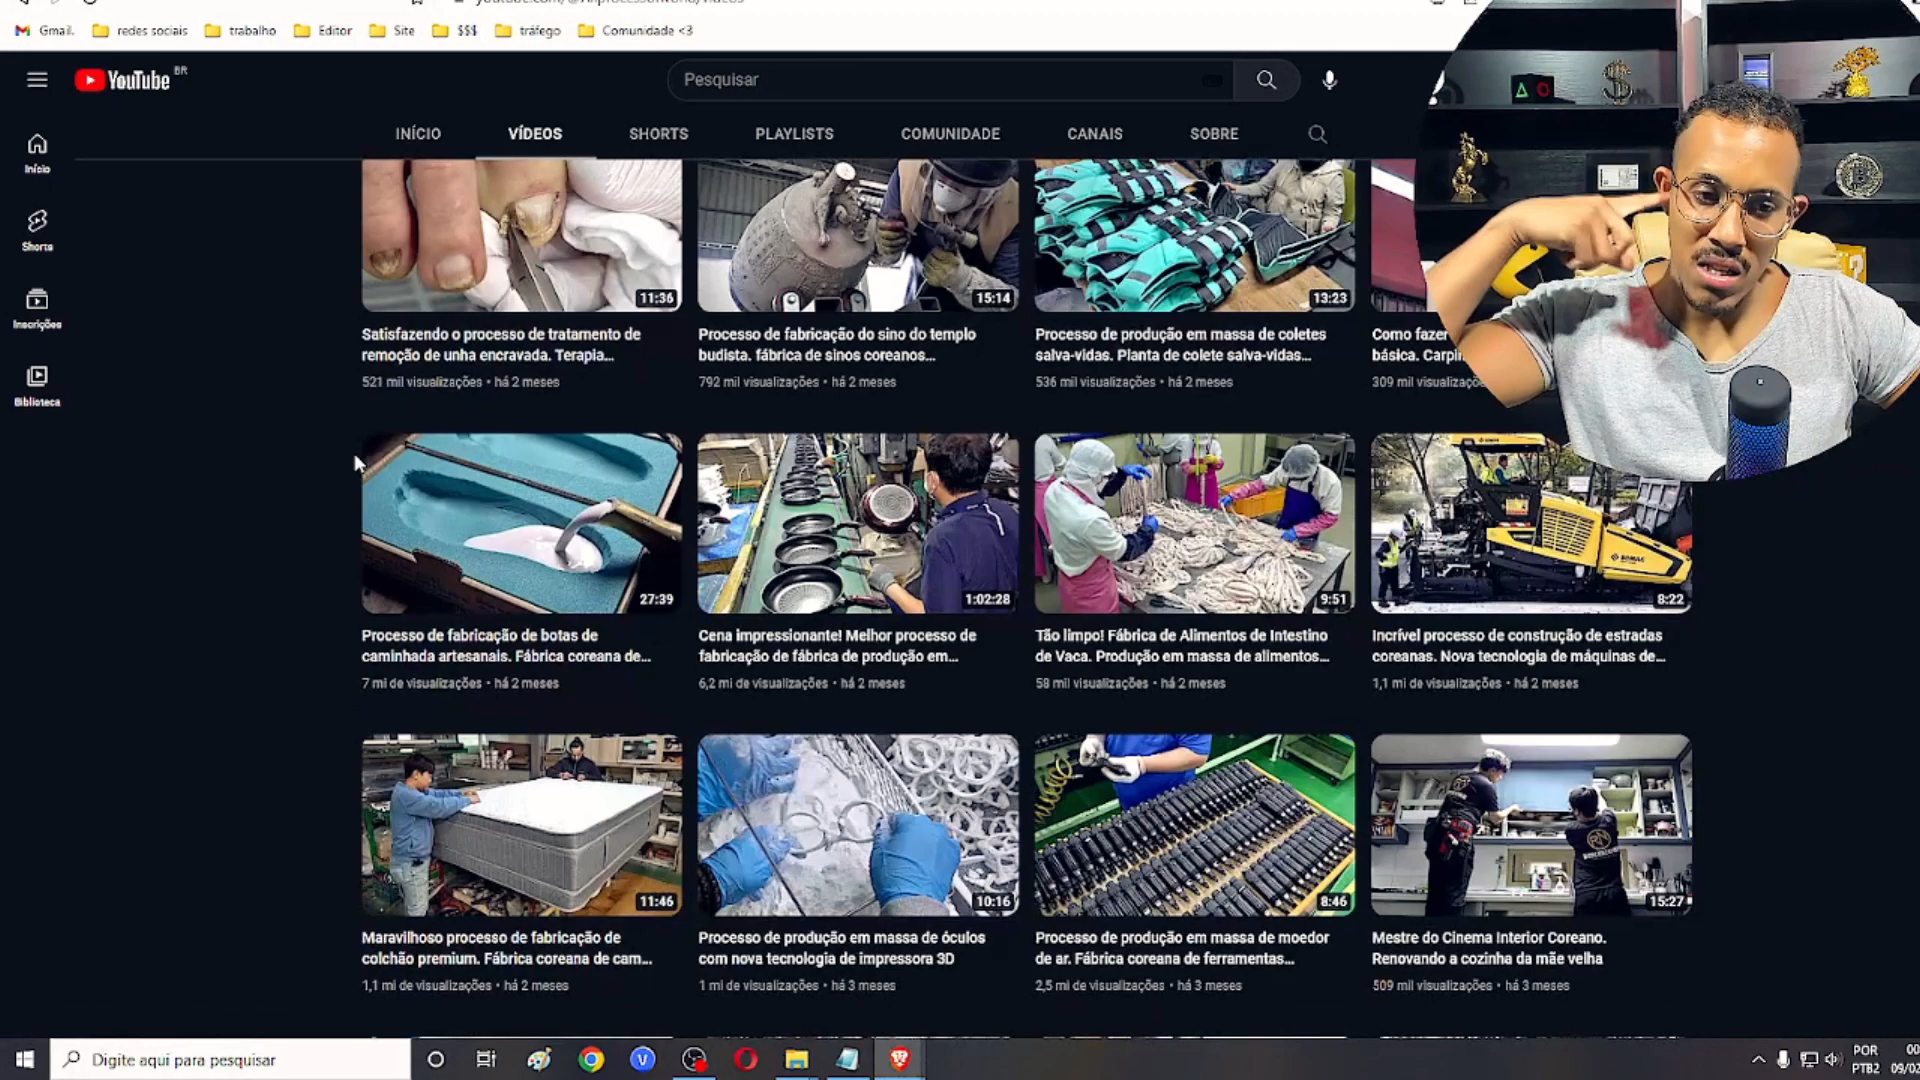 Gmail.
redes sociais
trabalho
Editor
Site
$$$
tráfego
Comunidade <3
YouTube BR
Pesquisar
INÍCIO
VÍDEOS
SHORTS
PLAYLISTS
COMUNIDADE
CANAIS
SOBRE
Início
Shorts
Inscrições
Biblioteca
11:36
15:14
13:23
Satisfazendo o processo de tratamento de
remoção de unha encravada. Terapia...
521 mil visualizações • há 2 meses
Processo de fabricação do sino do templo
budista. fábrica de sinos coreanos...
792 mil visualizações • há 2 meses
Processo de produção em massa de coletes
salva-vidas. Planta de colete salva-vidas...
536 mil visualizações • há 2 meses
Como fazer
básica. Carpin
309 mil visualizaçõe
27:39
1:02:28
9:51
8:22
Processo de fabricação de botas de
caminhada artesanais. Fábrica coreana de...
7 mi de visualizações • há 2 meses
Cena impressionante! Melhor processo de
fabricação de fábrica de produção em...
6,2 mi de visualizações • há 2 meses
Tão limpo! Fábrica de Alimentos de Intestino
de Vaca. Produção em massa de alimentos...
58 mil visualizações • há 2 meses
Incrível processo de construção de estradas
coreanas. Nova tecnologia de máquinas de...
1,1 mi de visualizações • há 2 meses
11:46
10:16
8:46
15:27
Maravilhoso processo de fabricação de
colchão premium. Fábrica coreana de cam...
1,1 mi de visualizações • há 2 meses
Processo de produção em massa de óculos
com nova tecnologia de impressora 3D
1 mi de visualizações • há 3 meses
Processo de produção em massa de moedor
de ar. Fábrica coreana de ferramentas...
2,5 mi de visualizações • há 3 meses
Mestre do Cinema Interior Coreano.
Renovando a cozinha da mãe velha
509 mil visualizações • há 3 meses
Digite aqui para pesquisar
POR
PTB2
00
09/02